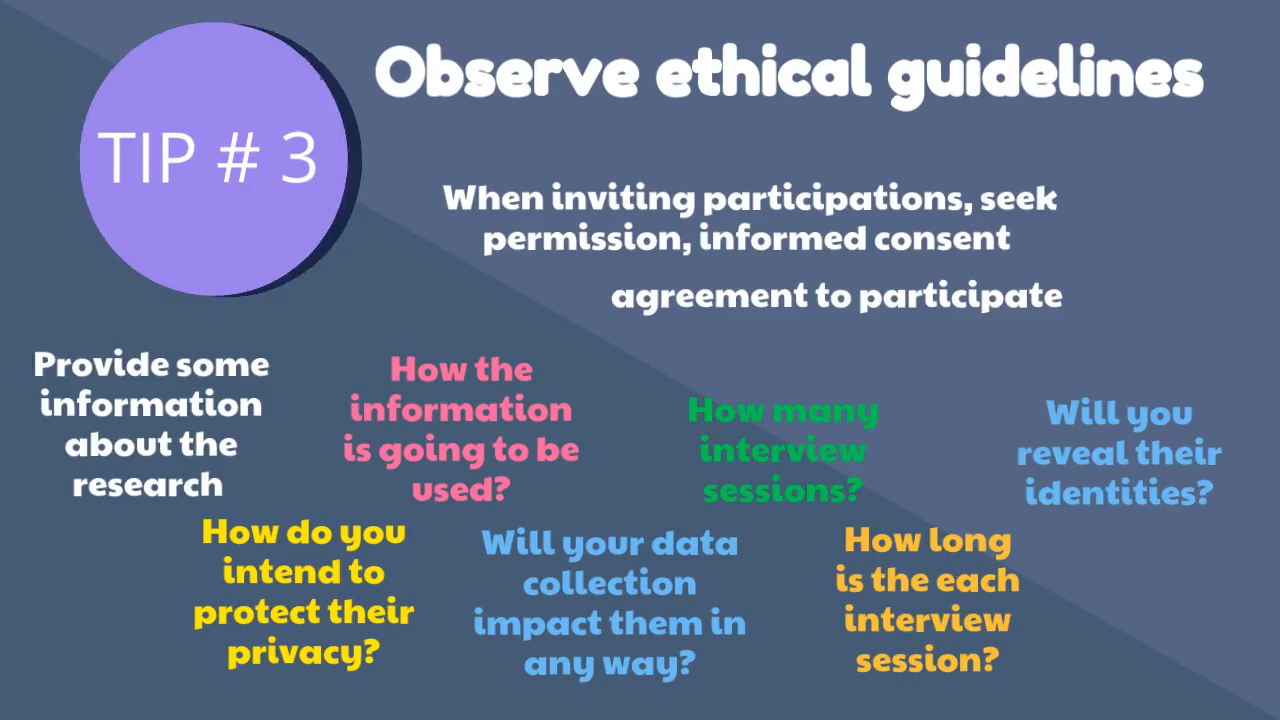 TIP # 3
Observe ethical guidelines
When inviting participations, seek
permission, informed consent
agreement to participate
Provide some
information
about the
research
How the
information
is going to be
used?
How many
interview
sessions?
Will you
reveal their
identities?
How do you
intend to
protect their
privacy?
Will your data
collection
impact them in
any way?
How long
is the each
interview
session?